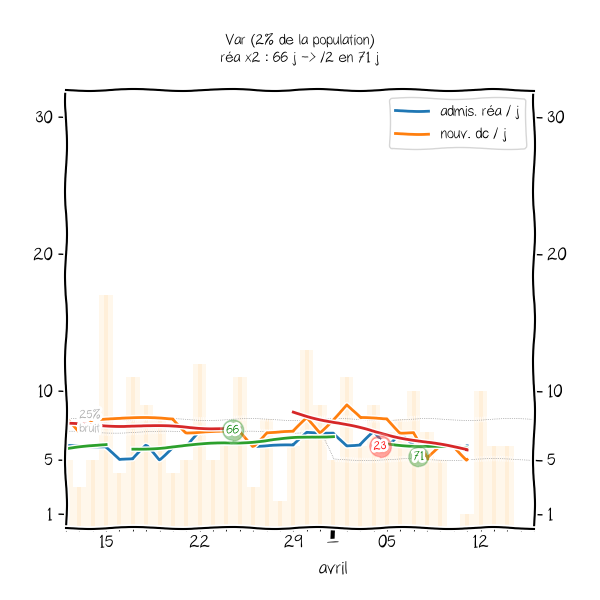 Var (2% de la population)
réa x2 : 66 j -> /2 en 71 j
admis. réa / j
nouv. dc / j
30 30
20 20
10 10
25%
bruit
66
23
71
5 5
1 1
15 22 29 05 12
avril